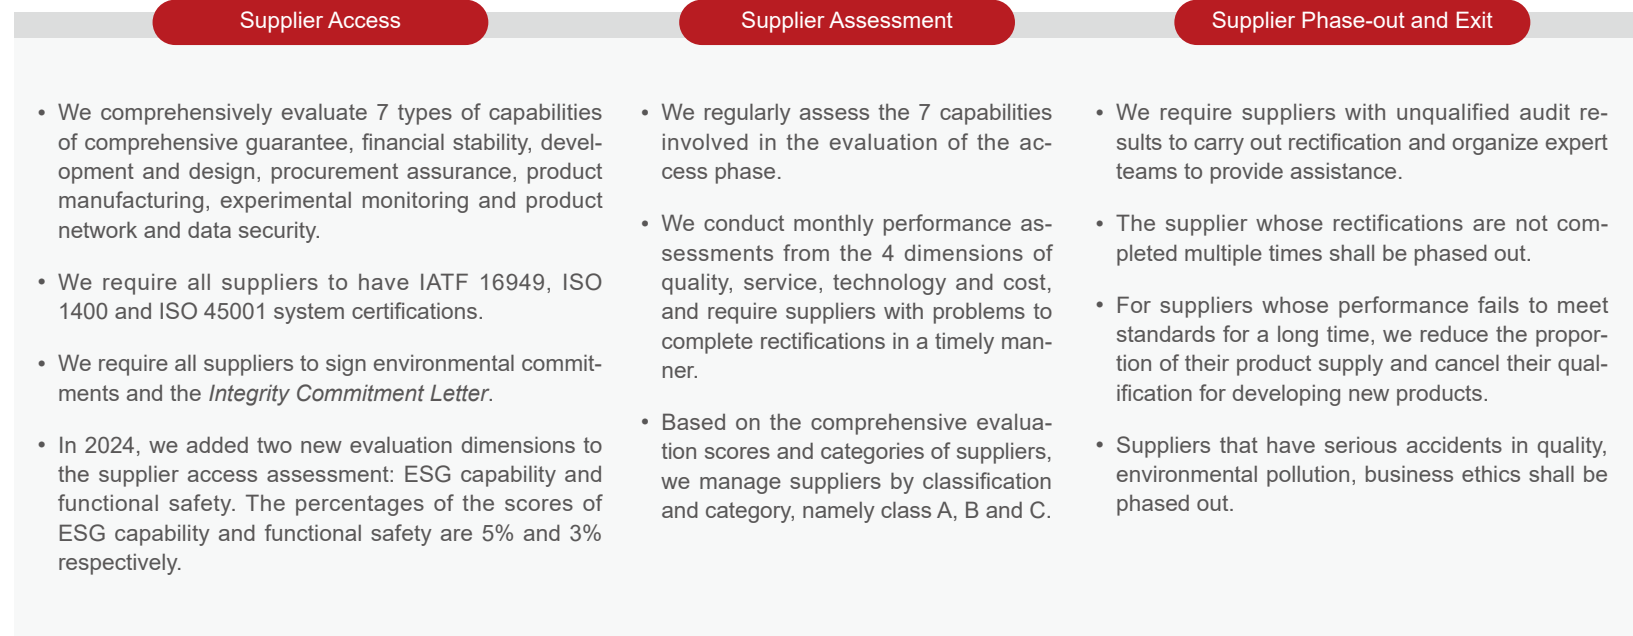 Supplier Access
• We comprehensively evaluate 7 types of capabilities
of comprehensive guarantee, financial stability, devel-
opment and design, procurement assurance, product
manufacturing, experimental monitoring and product
network and data security.
• We require all suppliers to have IATF 16949, ISO
1400 and ISO 45001 system certifications.
• We require all suppliers to sign environmental commit-
ments and the Integrity Commitment Letter.
• In 2024, we added two new evaluation dimensions to
the supplier access assessment: ESG capability and
functional safety. The percentages of the scores of
ESG capability and functional safety are 5% and 3%
respectively.
Supplier Assessment
• We regularly assess the 7 capabilities
involved in the evaluation of the ac-
cess phase.
• We conduct monthly performance as-
sessments from the 4 dimensions of
quality, service, technology and cost,
and require suppliers with problems to
complete rectifications in a timely man-
ner.
• Based on the comprehensive evalua-
tion scores and categories of suppliers,
we manage suppliers by classification
and category, namely class A, B and C.
Supplier Phase-out and Exit
• We require suppliers with unqualified audit re-
sults to carry out rectification and organize expert
teams to provide assistance.
• The supplier whose rectifications are not com-
pleted multiple times shall be phased out.
• For suppliers whose performance fails to meet
standards for a long time, we reduce the propor-
tion of their product supply and cancel their qual-
ification for developing new products.
• Suppliers that have serious accidents in quality,
environmental pollution, business ethics shall be
phased out.